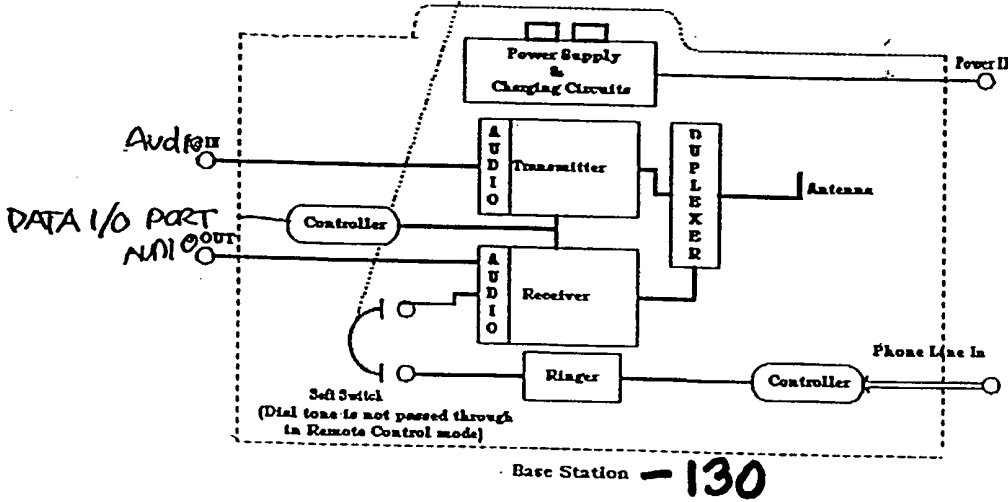 Power Supply
&
Charging Circuits
Power In
Audio IN
AUDIO
Transmitter
DUPLEXER
Antenna
DATA I/O PORT
Controller
AUDIO OUT
AUDIO
Receiver
Phone Line In
Ringer
Controller
Soft Switch
(Dial tone is not passed through
in Remote Control mode)
Base Station - 130